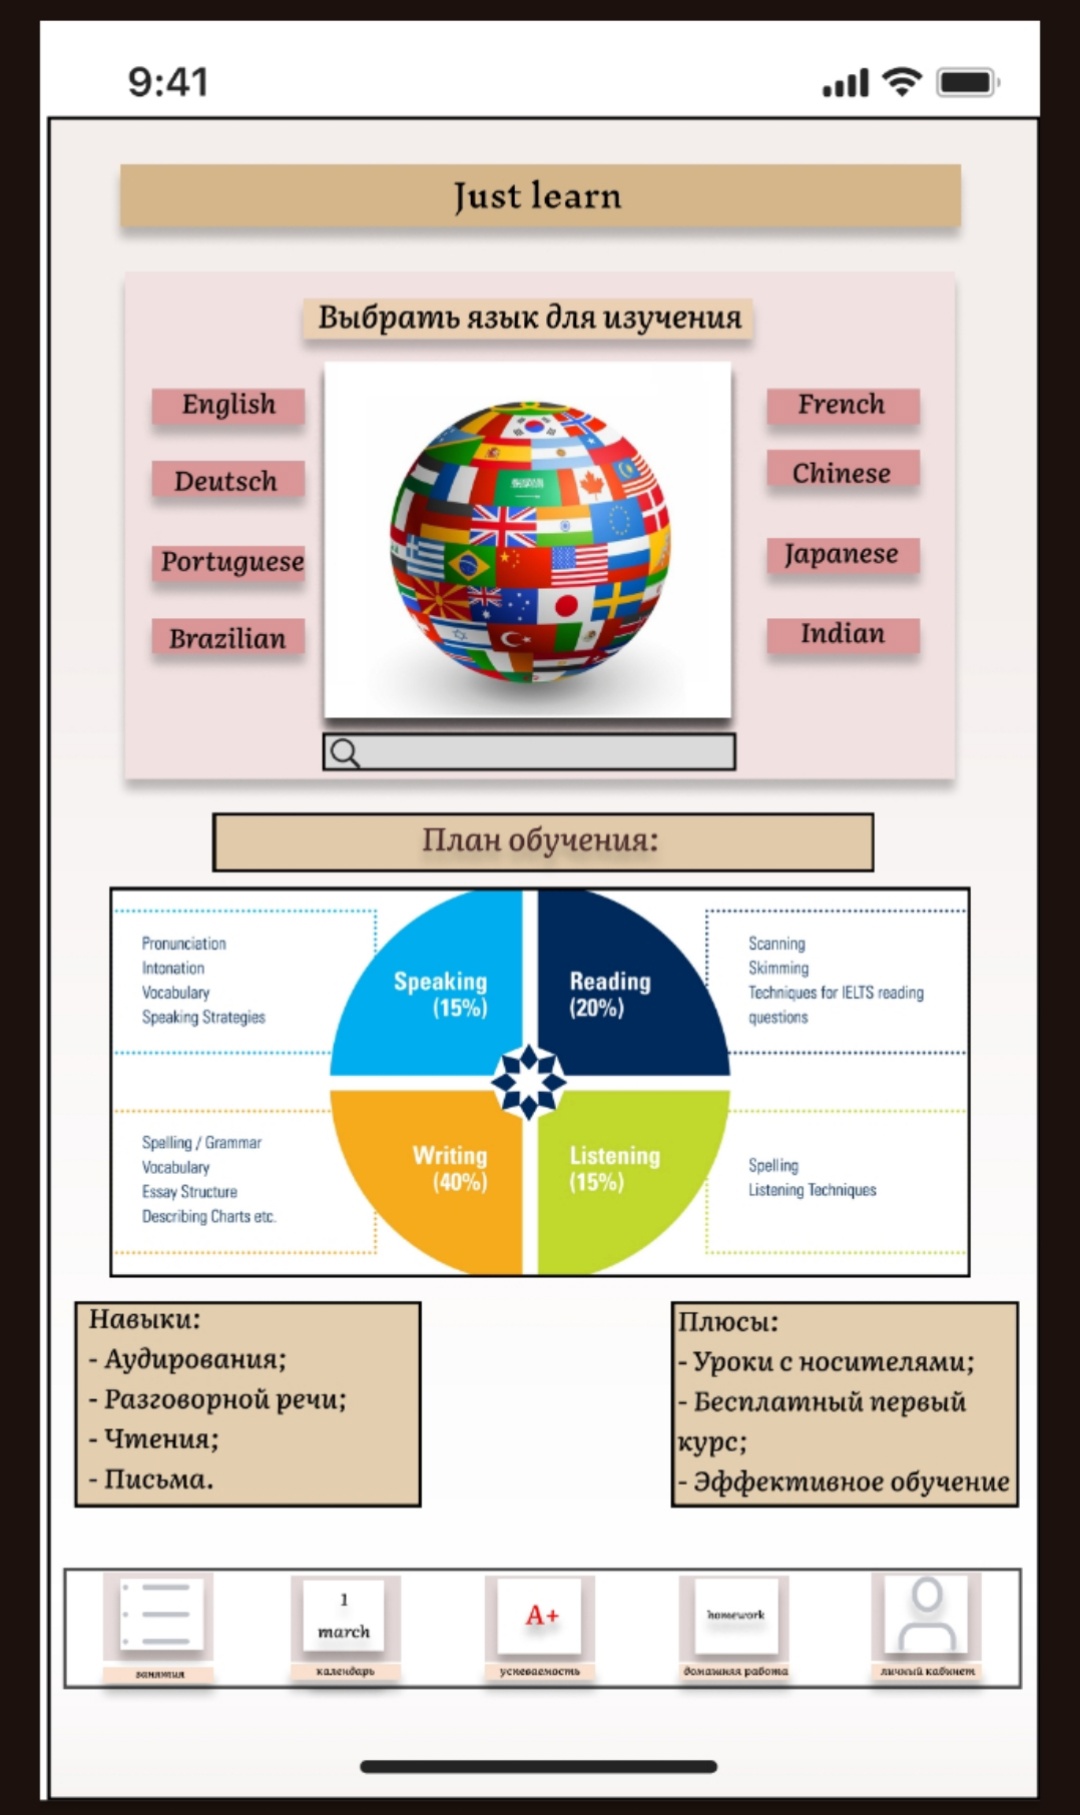 9:41
Just learn
Выбрать язык для изучения
English
French
Deutsch
Chinese
Portuguese
Japanese
Brazilian
Indian
План обучения:
Pronunciation
Intonation
Vocabulary
Speaking Strategies
Speaking
(15%)
Reading
(20%)
Scanning
Skimming
Techniques for IELTS reading
questions
Spelling / Grammar
Vocabulary
Essay Structure
Describing Charts etc.
Writing
(40%)
Listening
(15%)
Spelling
Listening Techniques
Навыки:
- Аудирования;
- Разговорной речи;
- Чтения;
- Письма.
Плюсы:
- Уроки с носителями;
- Бесплатный первый
курс;
- Эффективное обучение
занятия
1
march
календарь
A+
успеваемость
homework
домашняя работа
личный кабинет